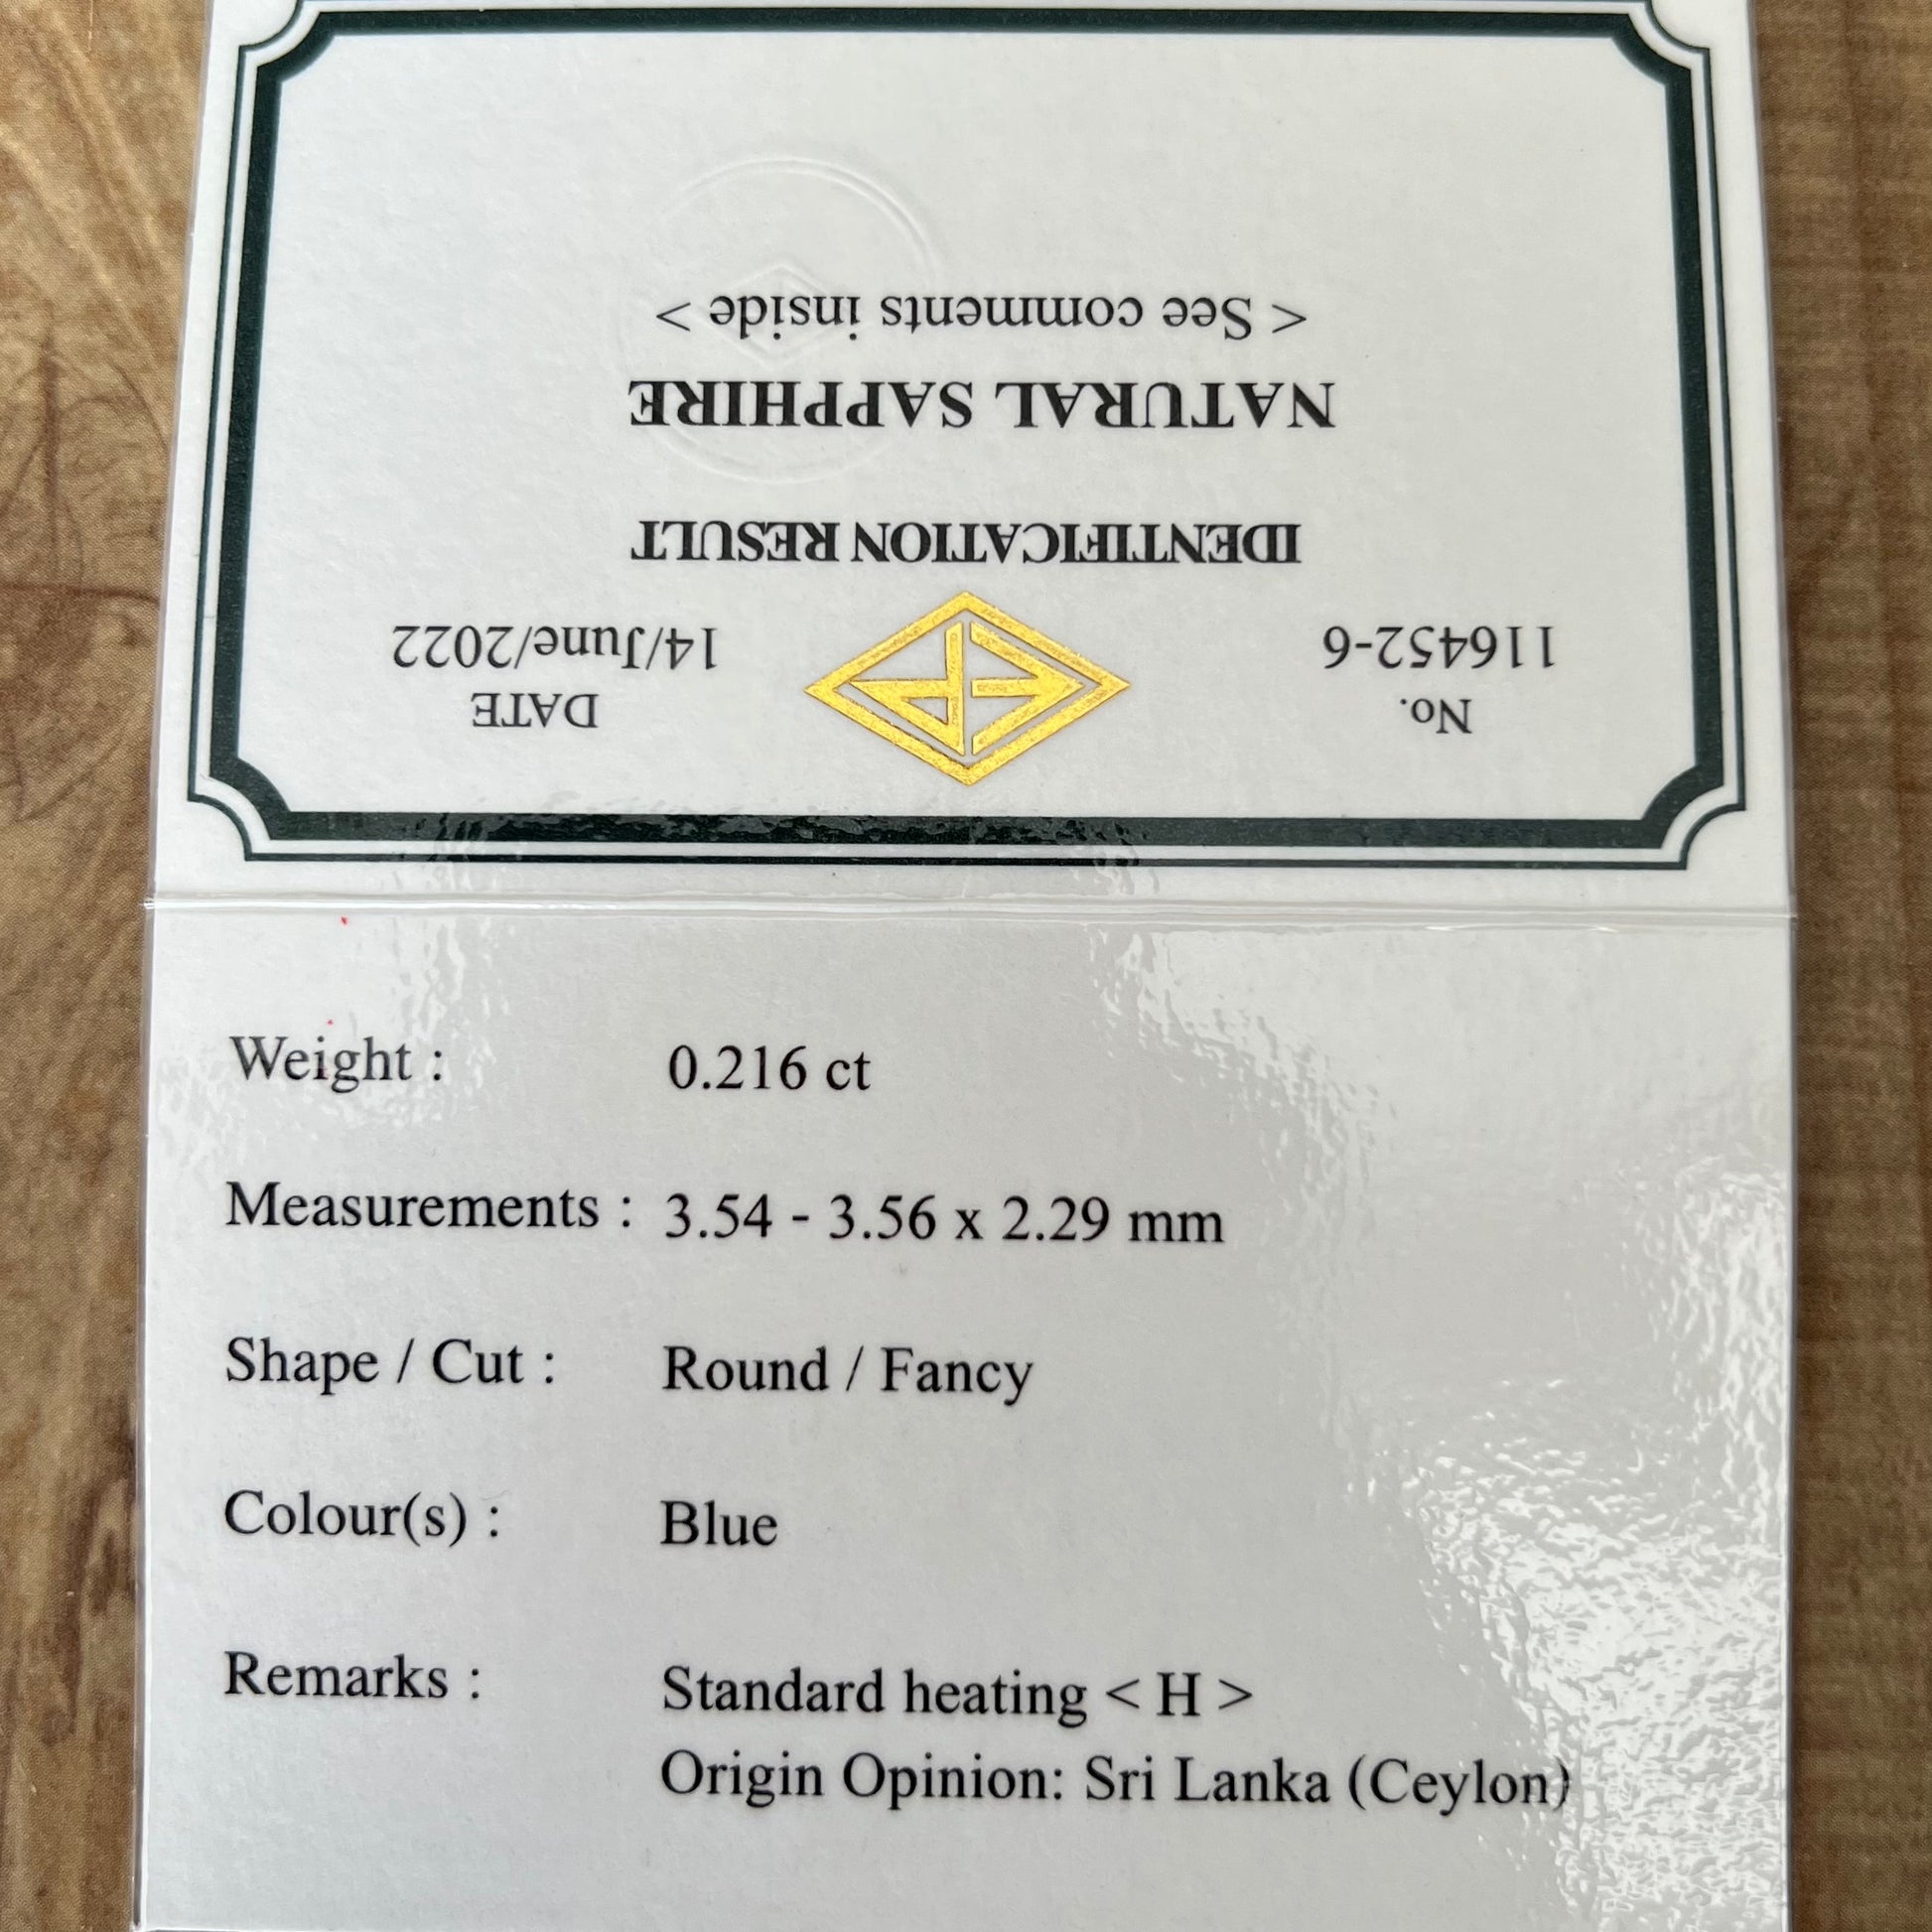 No.
116452-6
DATE
14/June/2022
IDENTIFICATION RESULT
NATURAL SAPPHIRE
< See comments inside >
Weight : 0.216 ct
Measurements : 3.54 - 3.56 x 2.29 mm
Shape / Cut : Round / Fancy
Colour(s) : Blue
Remarks : Standard heating < H >
Origin Opinion: Sri Lanka (Ceylon)